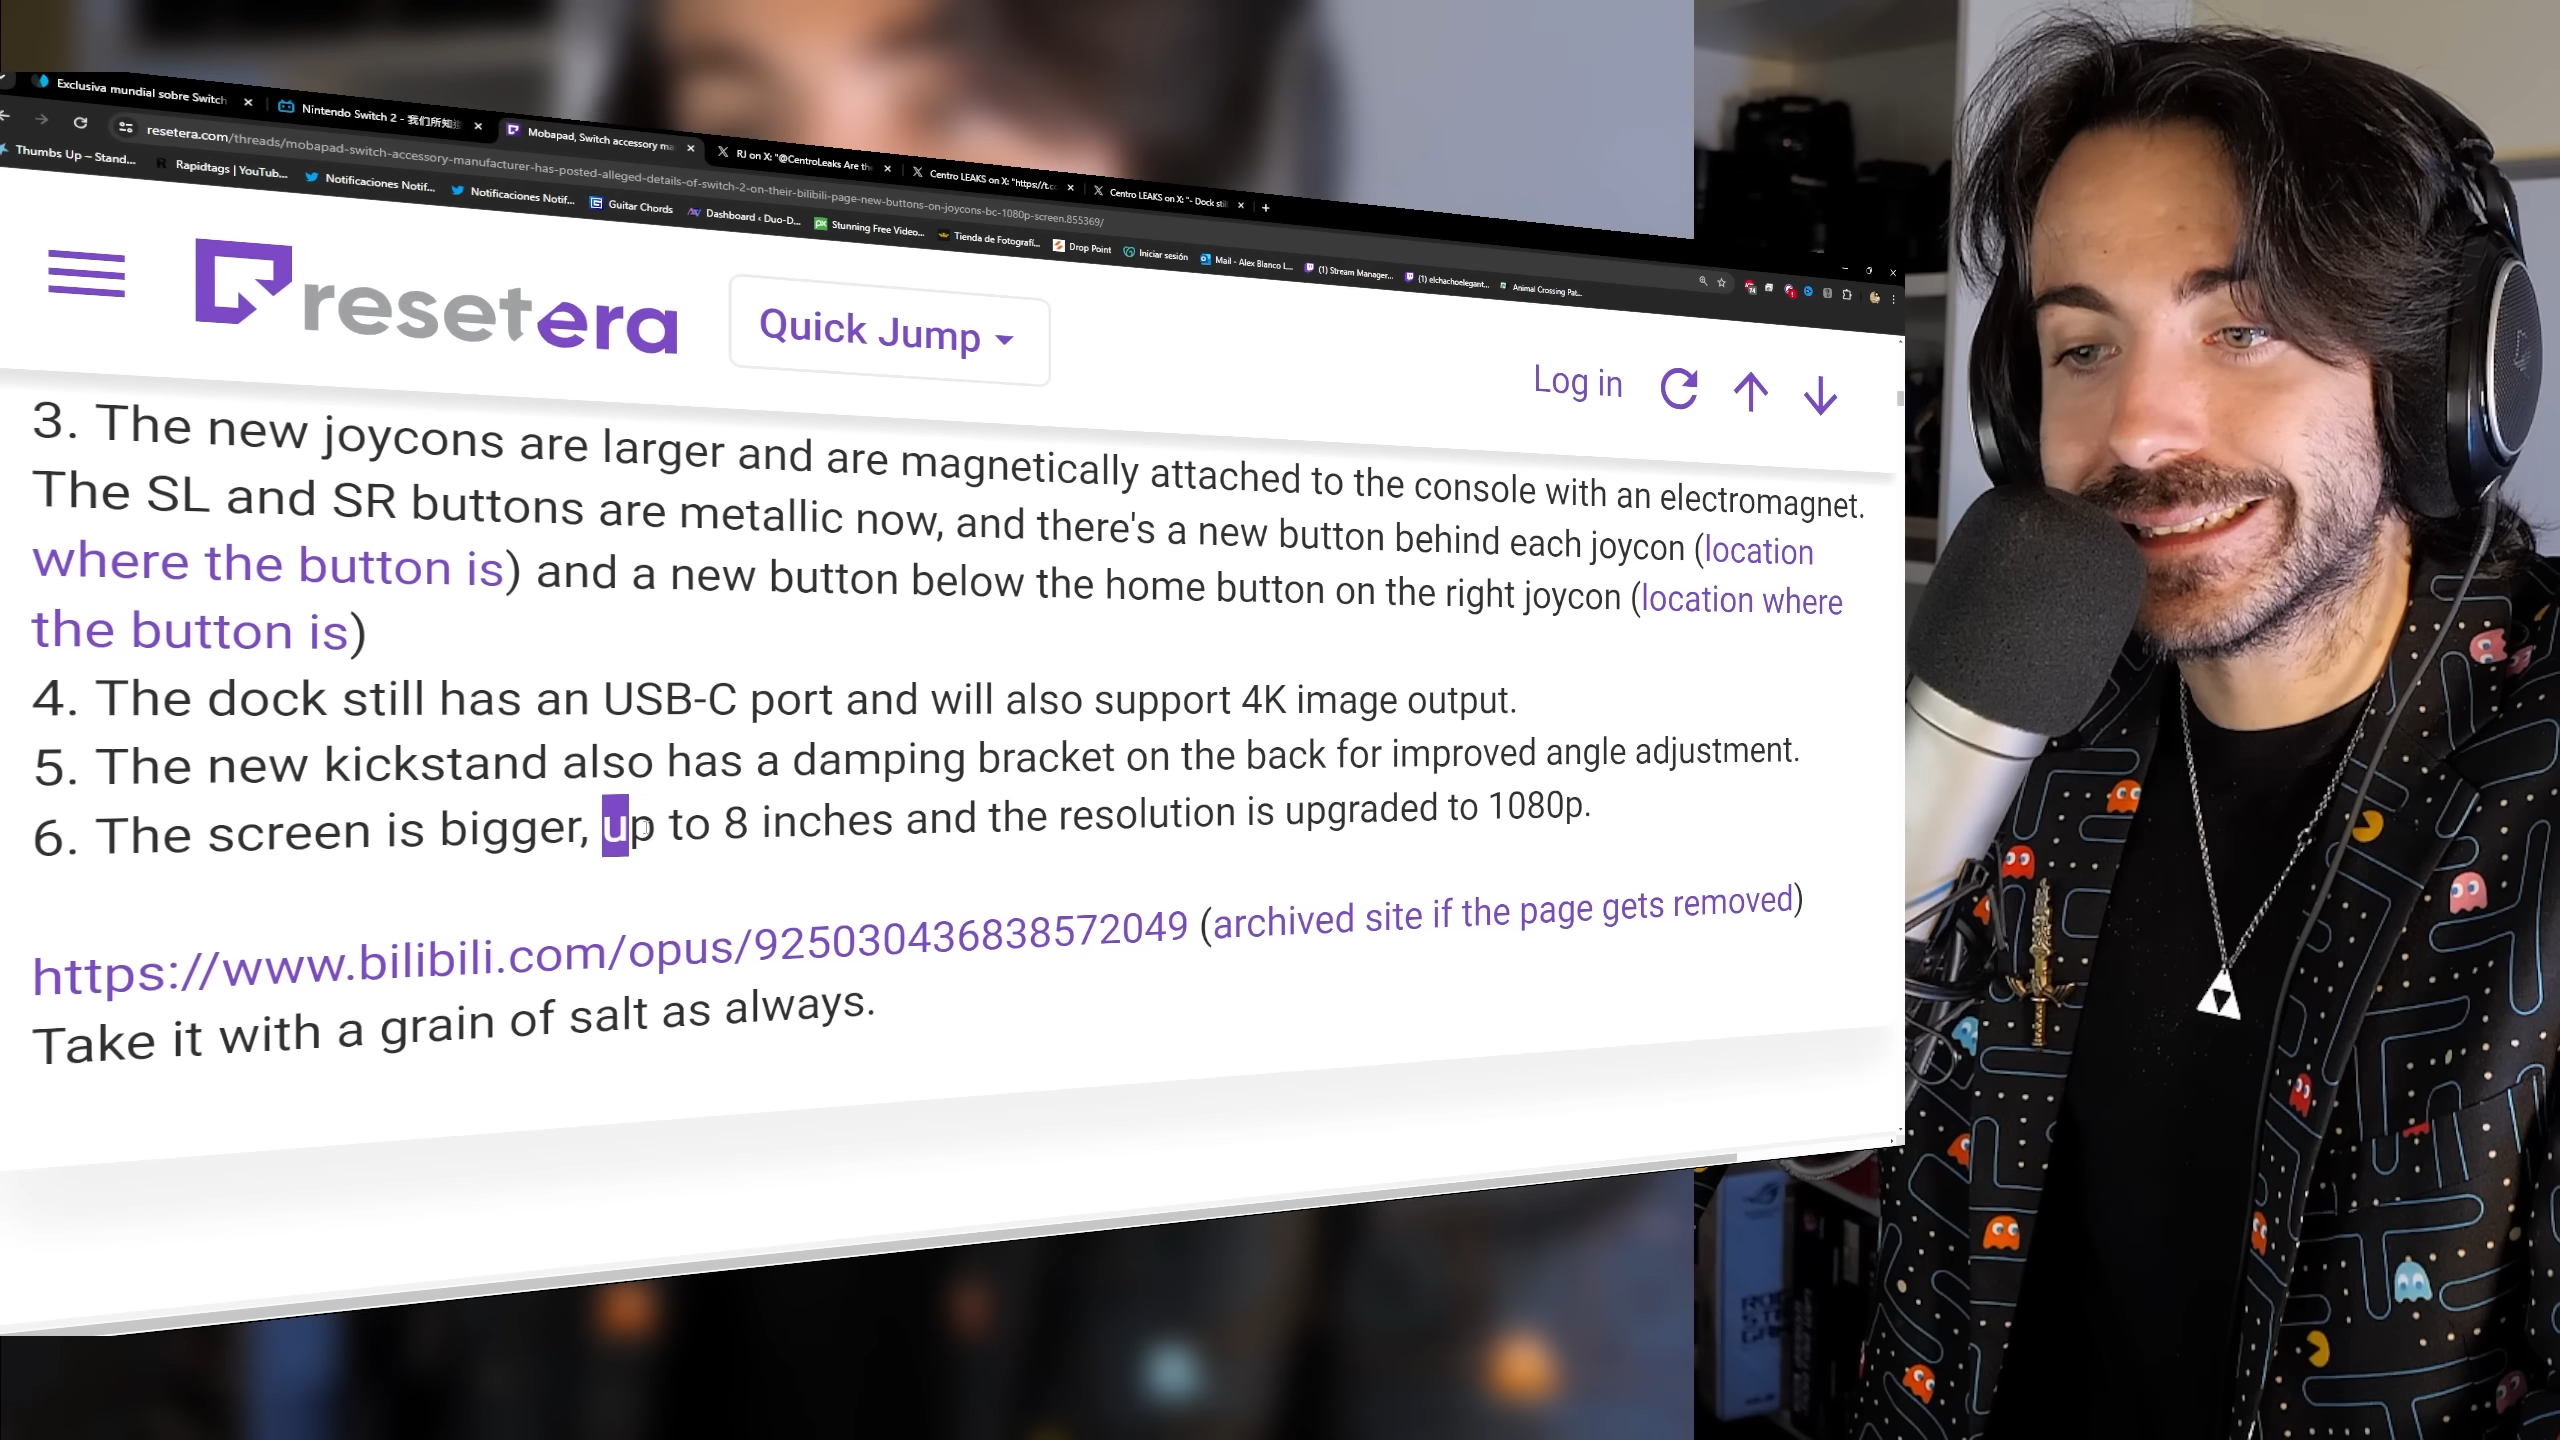 Exclusiva mundial sobre Switch
Nintendo Switch 2 - 我们所知
Mobapad, Switch accessory ma
RJ on X: "@CentroLeaks Are th
Centro LEAKS on X: "https://t.c
Centro LEAKS on X: "- Dock sti
resetera.com/threads/mobapad-switch-accessory-manufacturer-has-posted-alleged-details-of-switch-2-on-their-bilibili-page-new-buttons-on-joycons-bc-1080p-screen.855369/
Thumbs Up – Stand...
Rapidtags | YouTub...
Notificaciones Notif...
Notificaciones Notif...
Guitar Chords
Dashboard ‹ Duo-D...
Stunning Free Video...
Tienda de Fotografí...
Drop Point
Iniciar sesión
Mail - Alex Blanco L...
(1) Stream Manager...
(1) elchachoelegant...
Animal Crossing Pat...
resetera
Quick Jump
Log in
3. The new joycons are larger and are magnetically attached to the console with an electromagnet.
The SL and SR buttons are metallic now, and there's a new button behind each joycon (location
where the button is) and a new button below the home button on the right joycon (location where
the button is)
4. The dock still has an USB-C port and will also support 4K image output.
5. The new kickstand also has a damping bracket on the back for improved angle adjustment.
6. The screen is bigger, up to 8 inches and the resolution is upgraded to 1080p.
https://www.bilibili.com/opus/925030436838572049 (archived site if the page gets removed)
Take it with a grain of salt as always.